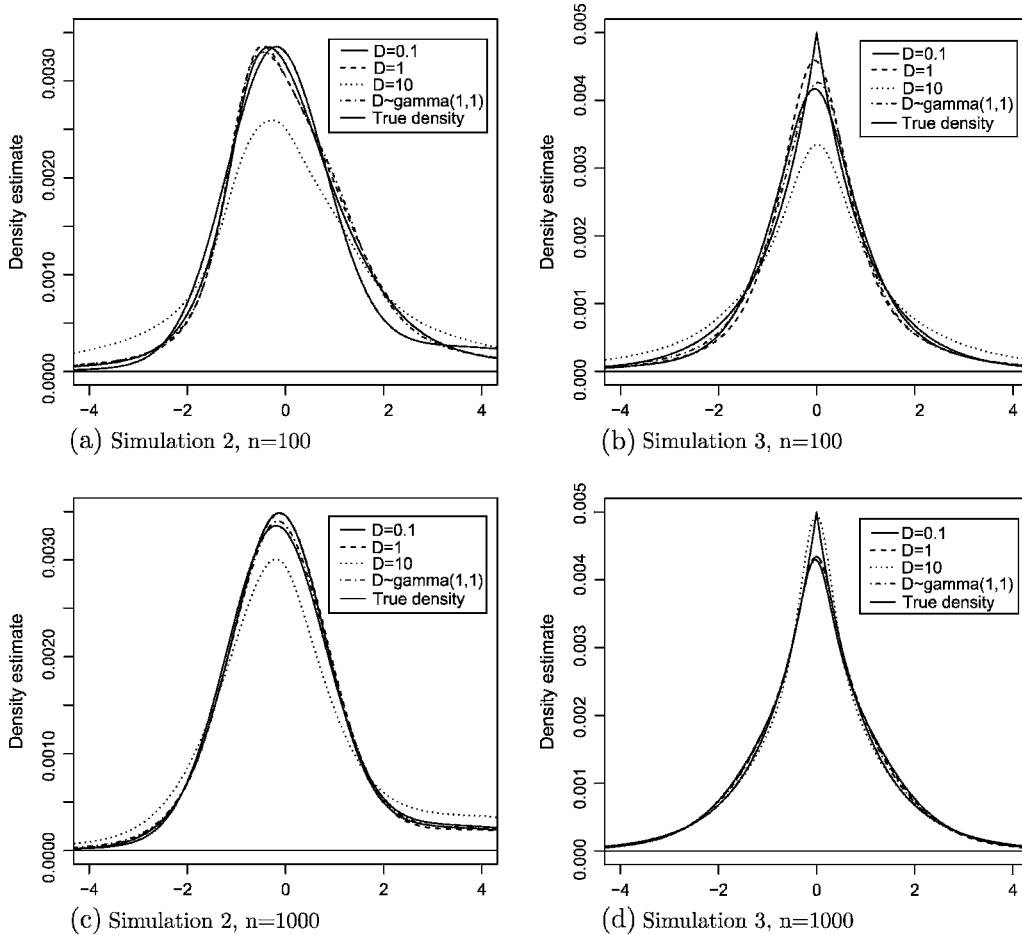 Density estimate
0.0030
0.0020
0.0010
0.0000
D=0.1
D=1
D=10
D~gamma(1,1)
True density
−4 −2 0 2 4
(a) Simulation 2, n=100
Density estimate
0.005
0.004
0.003
0.002
0.001
0.000
D=0.1
D=1
D=10
D~gamma(1,1)
True density
−4 −2 0 2 4
(b) Simulation 3, n=100
Density estimate
0.0030
0.0020
0.0010
0.0000
D=0.1
D=1
D=10
D~gamma(1,1)
True density
−4 −2 0 2 4
(c) Simulation 2, n=1000
Density estimate
0.005
0.004
0.003
0.002
0.001
0.000
D=0.1
D=1
D=10
D~gamma(1,1)
True density
−4 −2 0 2 4
(d) Simulation 3, n=1000